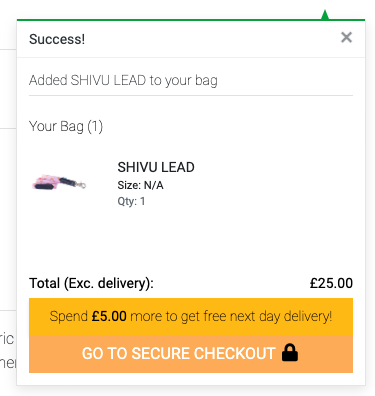 Success!
×
Added SHIVU LEAD to your bag
Your Bag (1)
SHIVU LEAD
Size: N/A
Qty: 1
Total (Exc. delivery): £25.00
Spend £5.00 more to get free next day delivery!
GO TO SECURE CHECKOUT
ric